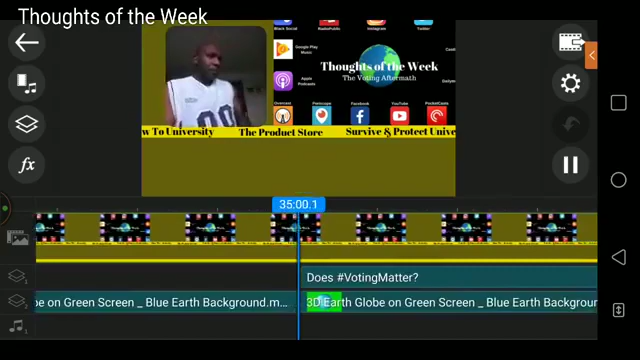 Thoughts of the Week
Black Social
RadioPublic
Instagram
Twitter
Google Play
Music
Thoughts of the Week
The Voting Aftermath
Apple
Podcasts
Overcast
Periscope
Facebook
YouTube
PocketCasts
w To University
The Product Store
Survive & Protect Unive
fx
35:00.1
Does #VotingMatter?
be on Green Screen _ Blue Earth Background.m...
3D Earth Globe on Green Screen _ Blue Earth Backgroun